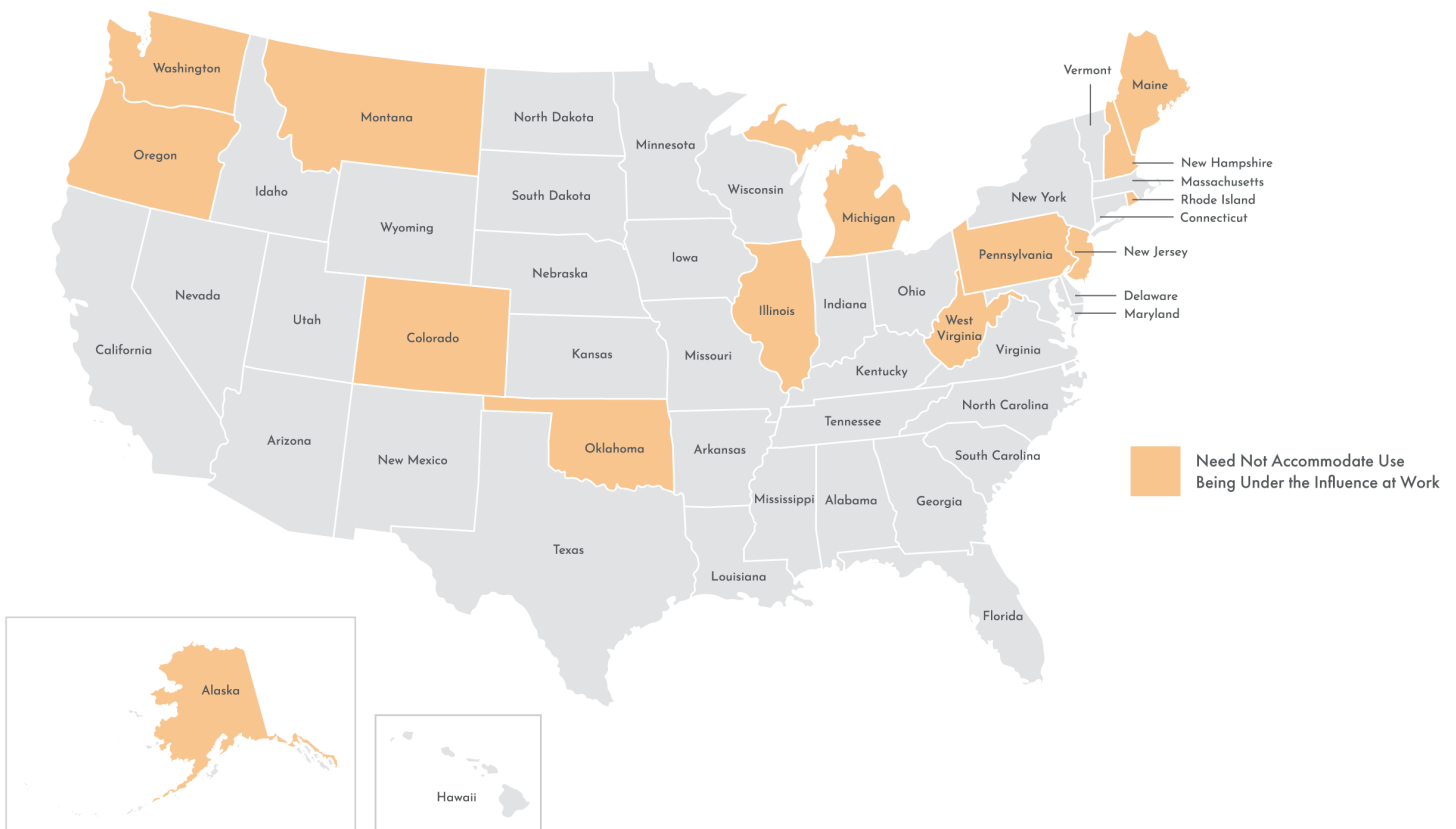 Washington
Montana
Oregon
Idaho
Wyoming
North Dakota
South Dakota
Minnesota
Wisconsin
Michigan
Vermont
Maine
New Hampshire
Massachusetts
Rhode Island
Connecticut
New York
Pennsylvania
New Jersey
Delaware
Maryland
Nevada
Utah
California
Colorado
Nebraska
Iowa
Kansas
Missouri
Illinois
Indiana
Ohio
West
Virginia
Virginia
Kentucky
North Carolina
Tennessee
South Carolina
Arizona
New Mexico
Oklahoma
Arkansas
Mississippi
Alabama
Georgia
Texas
Louisiana
Florida
Need Not Accommodate Use
Being Under the Influence at Work
Alaska
Hawaii